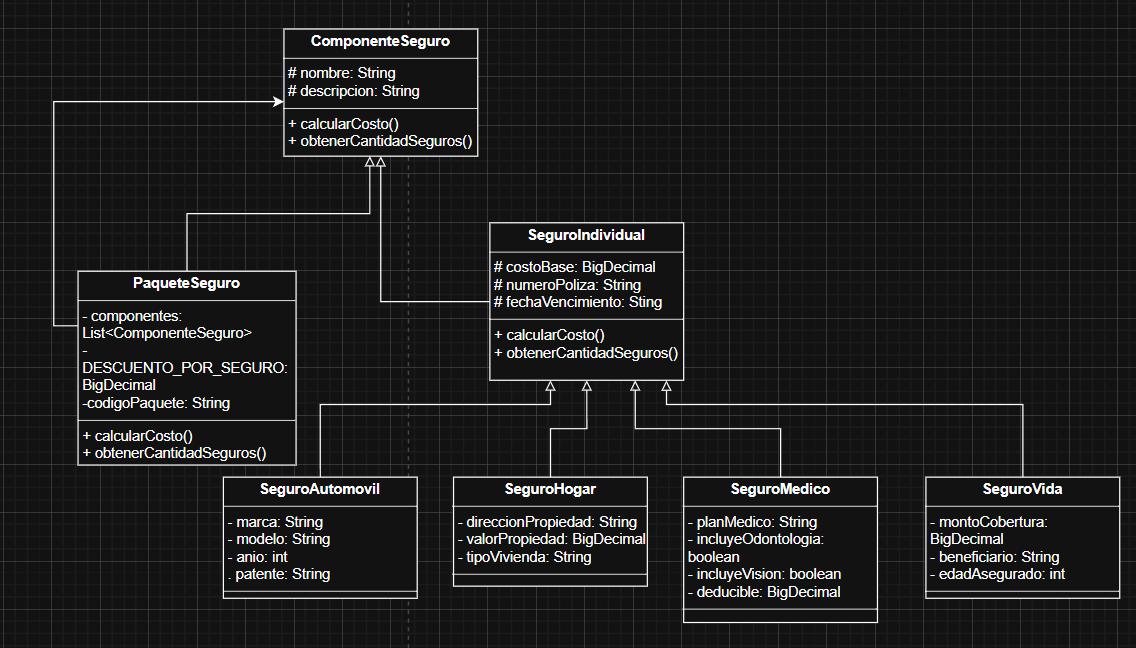 ComponenteSeguro
# nombre: String
# descripcion: String
+ calcularCosto()
+ obtenerCantidadSeguros()
SeguroIndividual
# costoBase: BigDecimal
# numeroPoliza: String
# fechaVencimiento: Sting
+ calcularCosto()
+ obtenerCantidadSeguros()
PaqueteSeguro
- componentes:
List<ComponenteSeguro>
-
DESCUENTO_POR_SEGURO:
BigDecimal
-codigoPaquete: String
+ calcularCosto()
+ obtenerCantidadSeguros()
SeguroAutomovil
- marca: String
- modelo: String
- anio: int
. patente: String
SeguroHogar
- direccionPropiedad: String
- valorPropiedad: BigDecimal
- tipoVivienda: String
SeguroMedico
- planMedico: String
- incluyeOdontologia:
boolean
- incluyeVision: boolean
- deducible: BigDecimal
SeguroVida
- montoCobertura:
BigDecimal
- beneficiario: String
- edadAsegurado: int